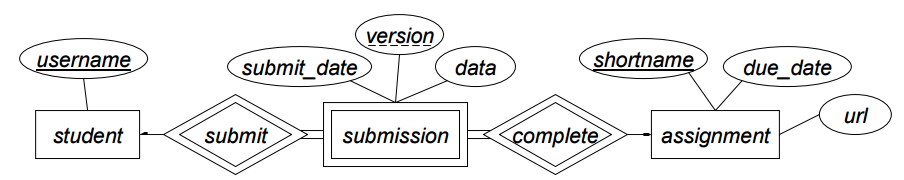 version
username
submit_date
data
shortname
due_date
url
student
submit
submission
complete
assignment